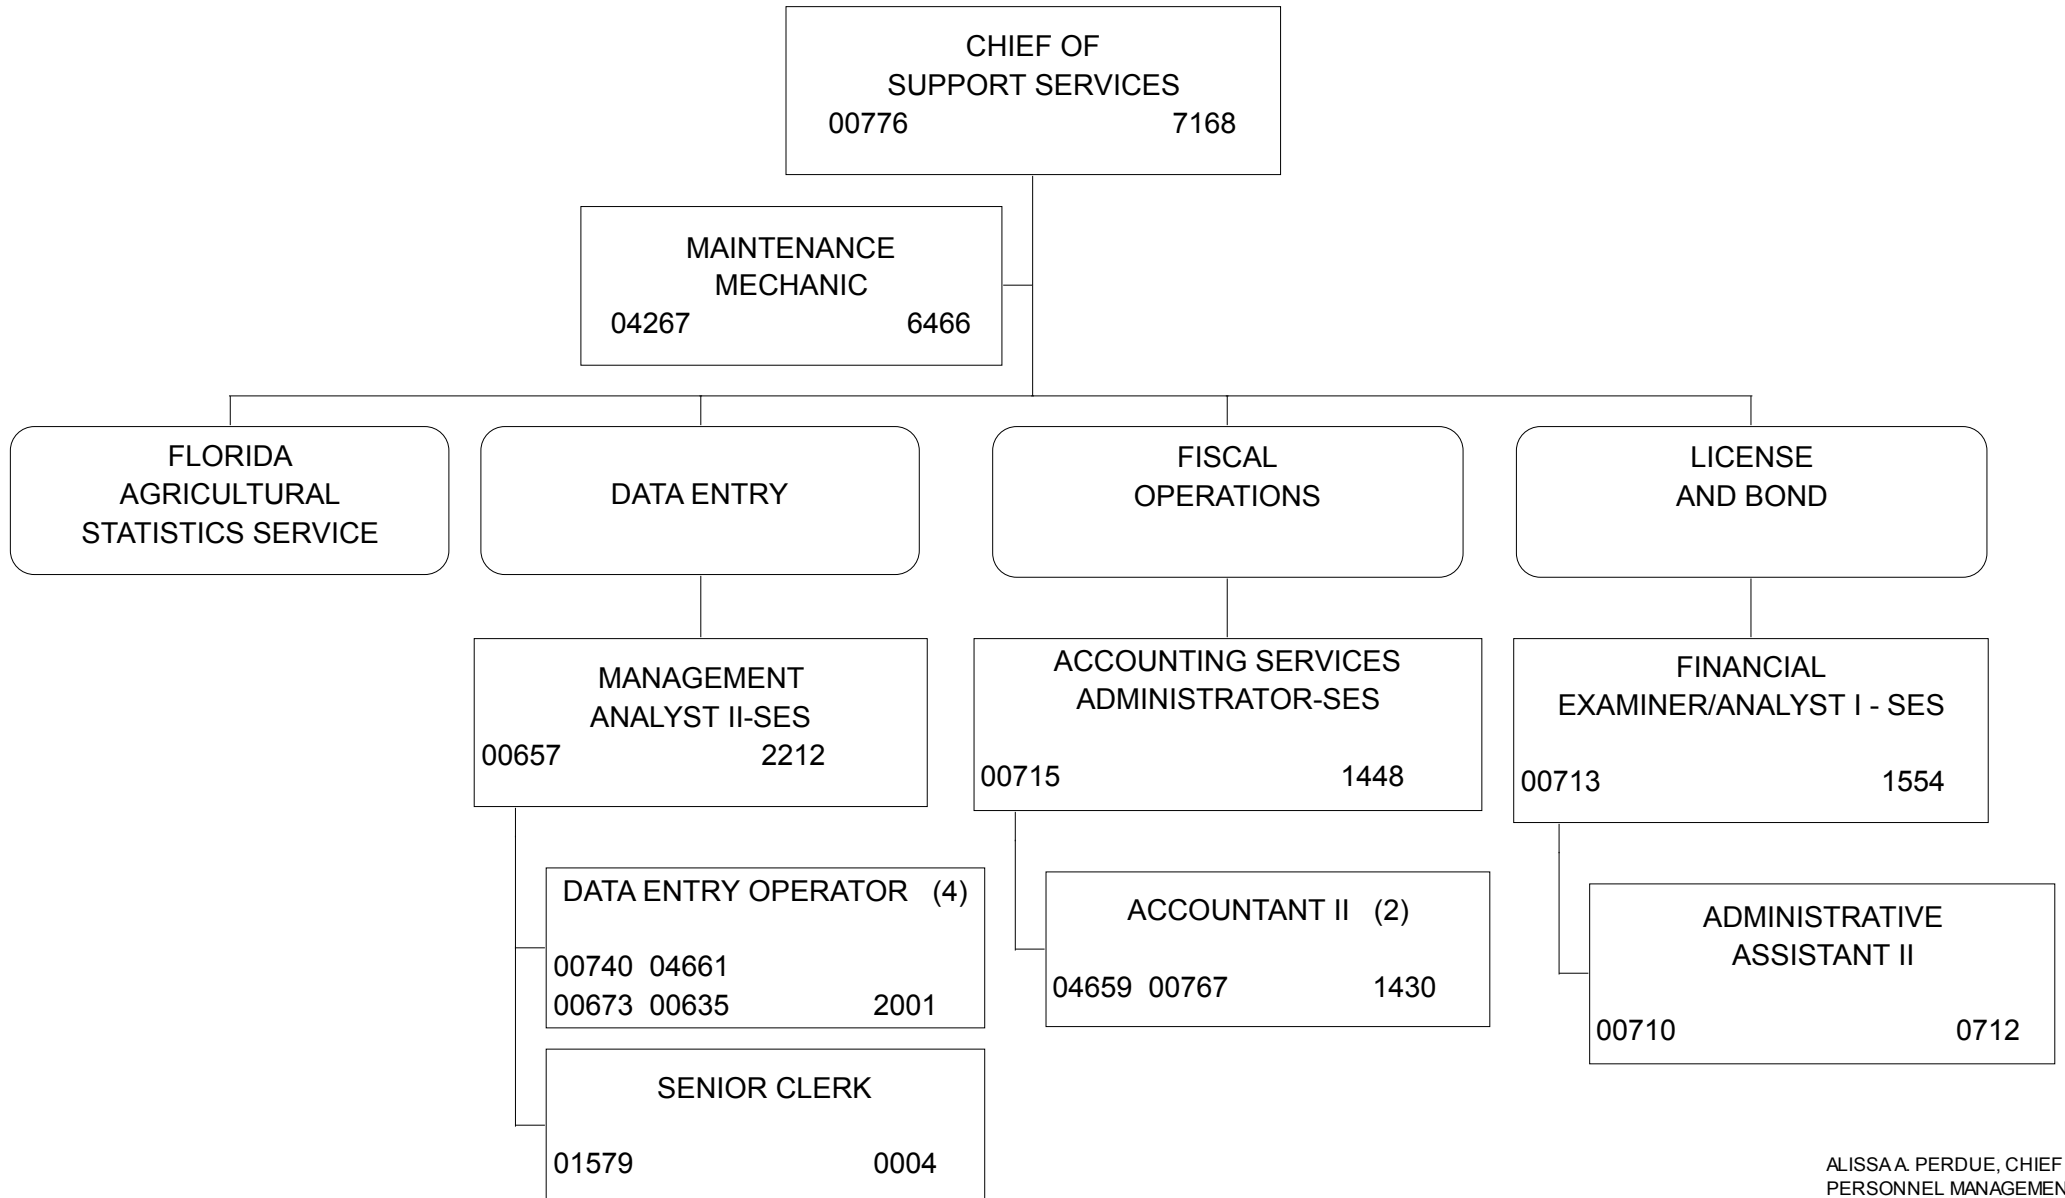 CHIEF OF
SUPPORT SERVICES
00776 7168
MAINTENANCE
MECHANIC
04267 6466
FLORIDA
AGRICULTURAL
STATISTICS SERVICE
DATA ENTRY
FISCAL
OPERATIONS
LICENSE
AND BOND
MANAGEMENT
ANALYST II-SES
00657 2212
DATA ENTRY OPERATOR (4)
00740 04661
00673 00635 2001
SENIOR CLERK
01579 0004
ACCOUNTING SERVICES
ADMINISTRATOR-SES
00715 1448
ACCOUNTANT II (2)
04659 00767 1430
FINANCIAL
EXAMINER/ANALYST I - SES
00713 1554
ADMINISTRATIVE
ASSISTANT II
00710 0712
ALISSA A. PERDUE, CHIEF
PERSONNEL MANAGEMEN